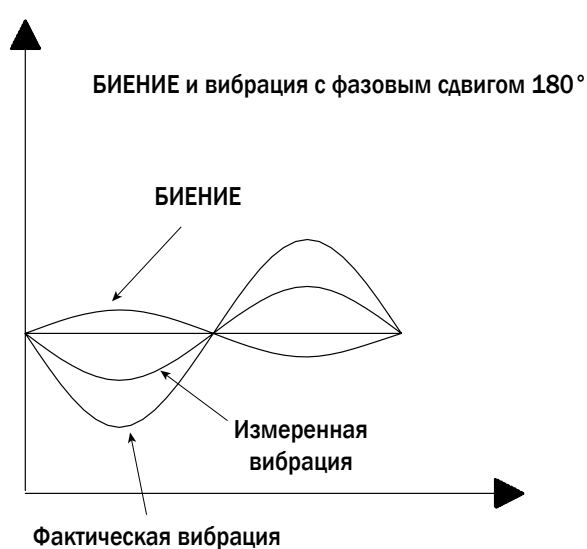 БИЕНИЕ и вибрация с фазовым сдвигом 180°
БИЕНИЕ
Измеренная
вибрация
Фактическая вибрация